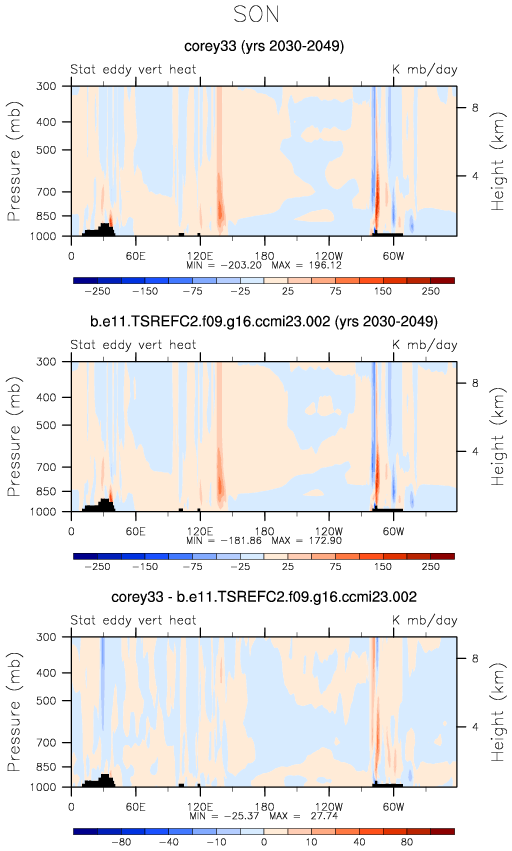 SON
corey33 (yrs 2030-2049)
Stat eddy vert heat K mb/day
300
400
500
700
850
1000
Pressure (mb)
8
4
Height (km)
0 60E 120E 180 120W 60W
MIN = -203.20 MAX = 196.12
-250 -150 -75 -25 25 75 150 250
b.e11.TSREFC2.f09.g16.ccmi23.002 (yrs 2030-2049)
Stat eddy vert heat K mb/day
300
400
500
700
850
1000
Pressure (mb)
8
4
Height (km)
0 60E 120E 180 120W 60W
MIN = -181.86 MAX = 172.90
-250 -150 -75 -25 25 75 150 250
corey33 - b.e11.TSREFC2.f09.g16.ccmi23.002
Stat eddy vert heat K mb/day
300
400
500
700
850
1000
Pressure (mb)
8
4
Height (km)
0 60E 120E 180 120W 60W
MIN = -25.37 MAX = 27.74
-80 -40 -10 0 10 40 80